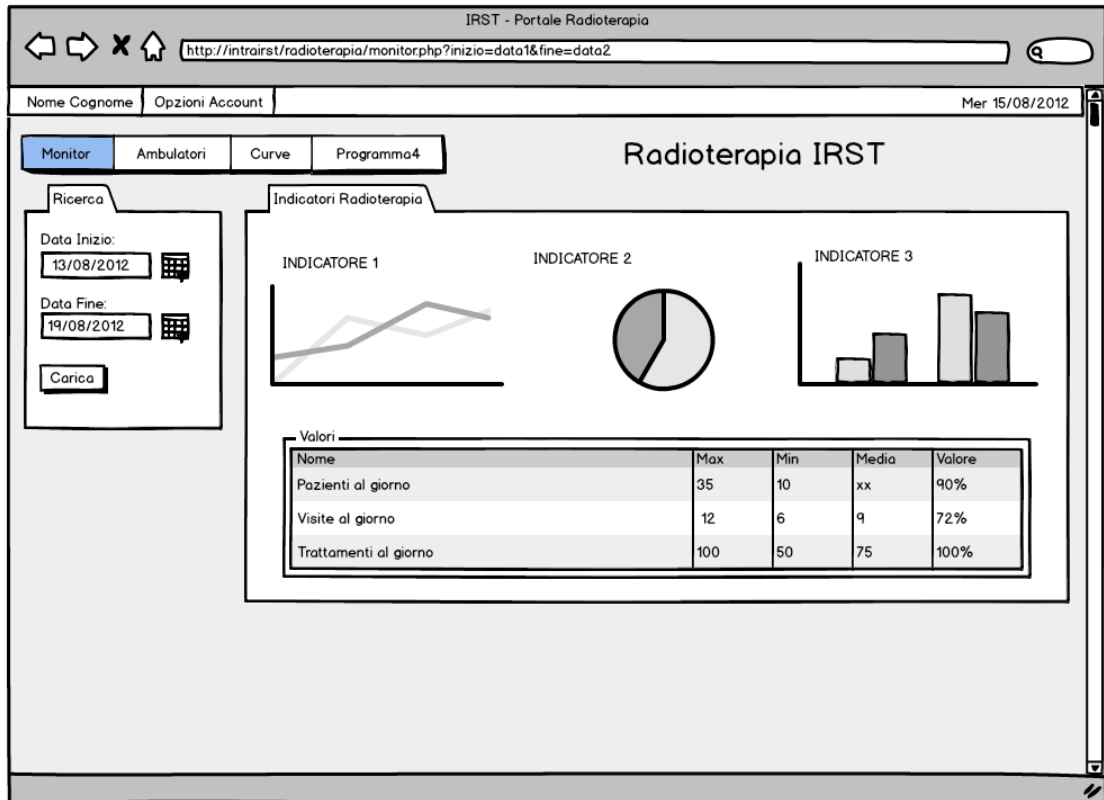 IRST - Portale Radioterapia
http://intrairst/radioterapia/monitor.php?inizio=data1&fine=data2
Nome Cognome Opzioni Account Mer 15/08/2012
Monitor Ambulatori Curve Programma4
Radioterapia IRST
Ricerca
Data Inizio:
13/08/2012
Data Fine:
19/08/2012
Carica
Indicatori Radioterapia
INDICATORE 1
INDICATORE 2
INDICATORE 3
Valori
Nome Max Min Media Valore
Pazienti al giorno 35 10 xx 90%
Visite al giorno 12 6 9 72%
Trattamenti al giorno 100 50 75 100%